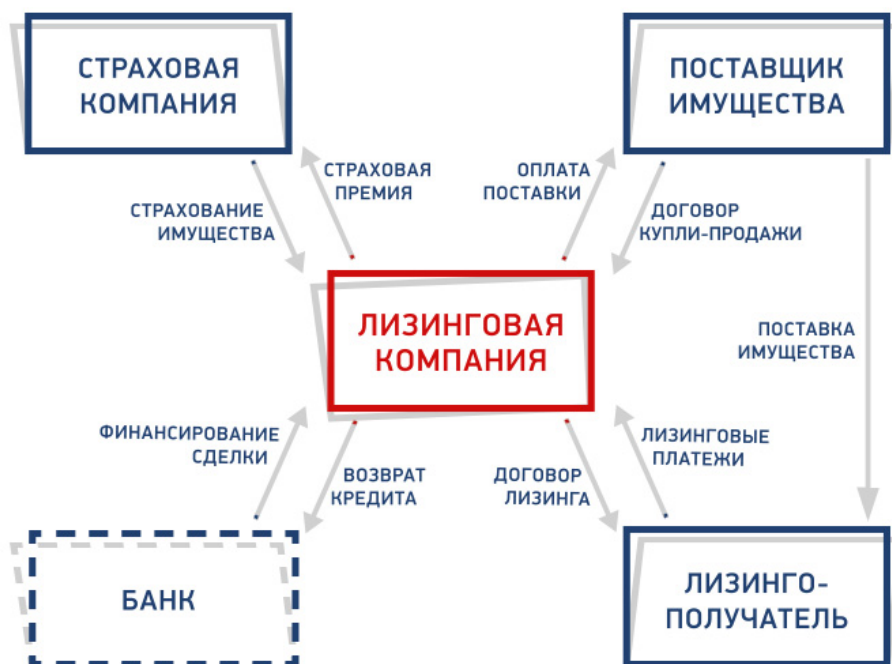 СТРАХОВАЯ
КОМПАНИЯ
ПОСТАВЩИК
ИМУЩЕСТВА
СТРАХОВАЯ
ПРЕМИЯ
ОПЛАТА
ПОСТАВКИ
СТРАХОВАНИЕ
ИМУЩЕСТВА
ДОГОВОР
КУПЛИ-ПРОДАЖИ
ЛИЗИНГОВАЯ
КОМПАНИЯ
ПОСТАВКА
ИМУЩЕСТВА
ФИНАНСИРОВАНИЕ
СДЕЛКИ
ЛИЗИНГОВЫЕ
ПЛАТЕЖИ
ВОЗВРАТ
КРЕДИТА
ДОГОВОР
ЛИЗИНГА
БАНК
ЛИЗИНГО-
ПОЛУЧАТЕЛЬ